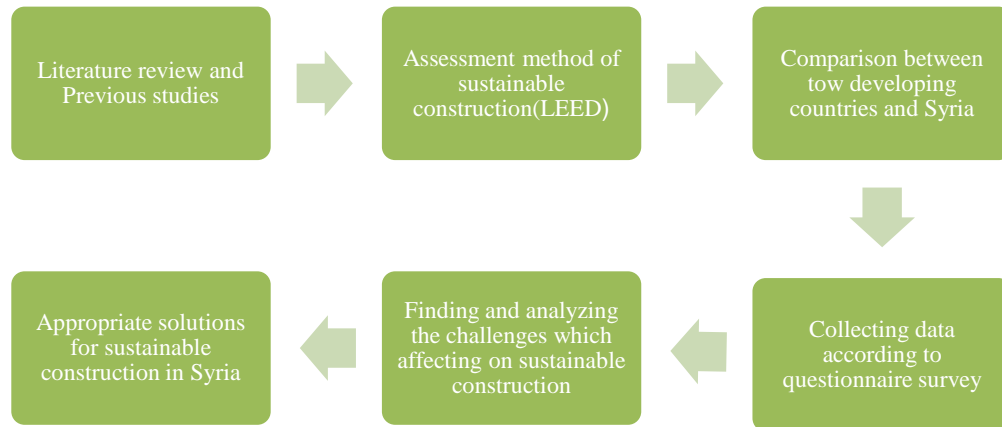 Literature review and
Previous studies
Assessment method of
sustainable
construction(LEED)
Comparison between
tow developing
countries and Syria
Collecting data
according to
questionnaire survey
Finding and analyzing
the challenges which
affecting on sustainable
construction
Appropriate solutions
for sustainable
construction in Syria